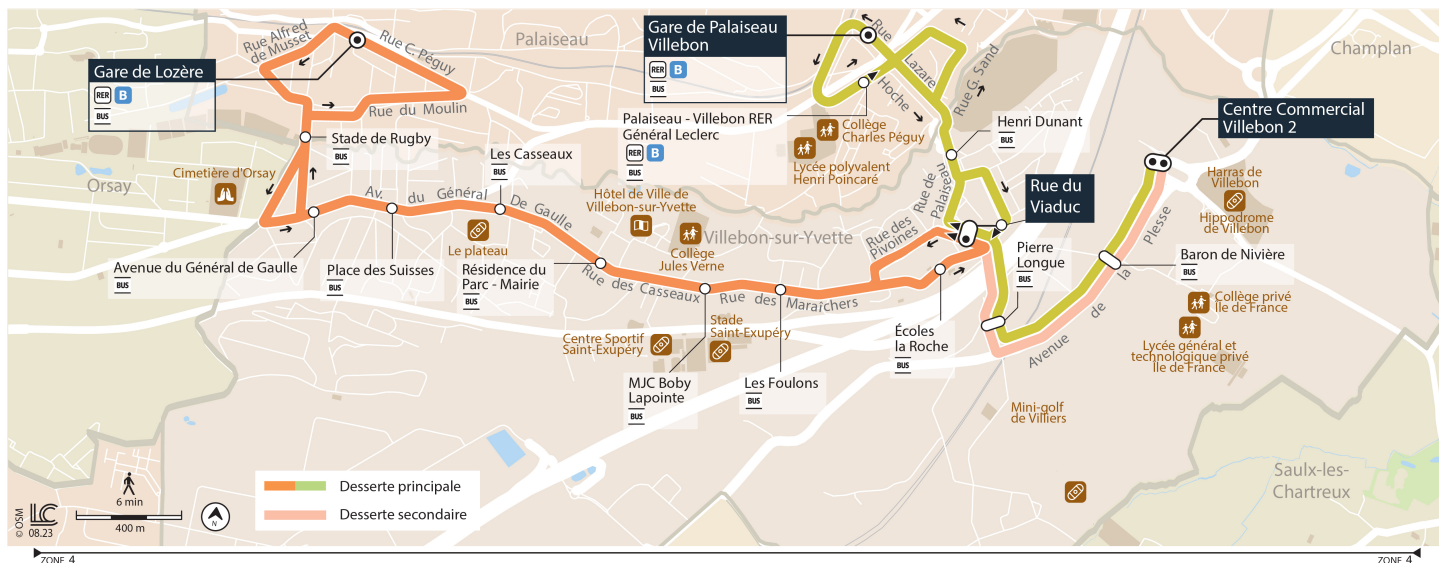 Rue Alfred
de Musset
Rue C. Péguy
Palaiseau
Gare de Palaiseau
Villebon
RER B
BUS
Rue
Lazare
Hoche
Rue G. Sand
Champlan
Gare de Lozère
RER B
BUS
Rue du Moulin
Centre Commercial
Villebon 2
Palaiseau - Villebon RER
Général Leclerc
RER B
BUS
Collège
Charles Péguy
Lycée polyvalent
Henri Poincaré
Henri Dunant
BUS
Stade de Rugby
BUS
Les Casseaux
BUS
Cimetière d'Orsay
Orsay
Harras de
Villebon
Hippodrome
de Villebon
Rue du
Viaduc
Rue de
Palaiseau
Av. du Général De Gaulle
Hôtel de Ville de
Villebon-sur-Yvette
Villebon-sur-Yvette
Rue des
Pivoines
Le plateau
Collège
Jules Verne
Pierre
Longue
BUS
Baron de Nivière
BUS
Avenue de la Plesse
Avenue du Général de Gaulle
BUS
Place des Suisses
BUS
Résidence du
Parc - Mairie
BUS
Rue des Casseaux
Rue des Maraîchers
Collège privé
Ile de France
Lycée général et
technologique privé
Ile de France
Centre Sportif
Saint-Exupéry
Stade
Saint-Exupéry
Écoles
la Roche
BUS
MJC Boby
Lapointe
BUS
Les Foulons
BUS
Mini-golf
de Villiers
Saulx-les-
Chartreux
Desserte principale
Desserte secondaire
6 min
400 m
N
© OSM
LC
08.23
ZONE 4
ZONE 4